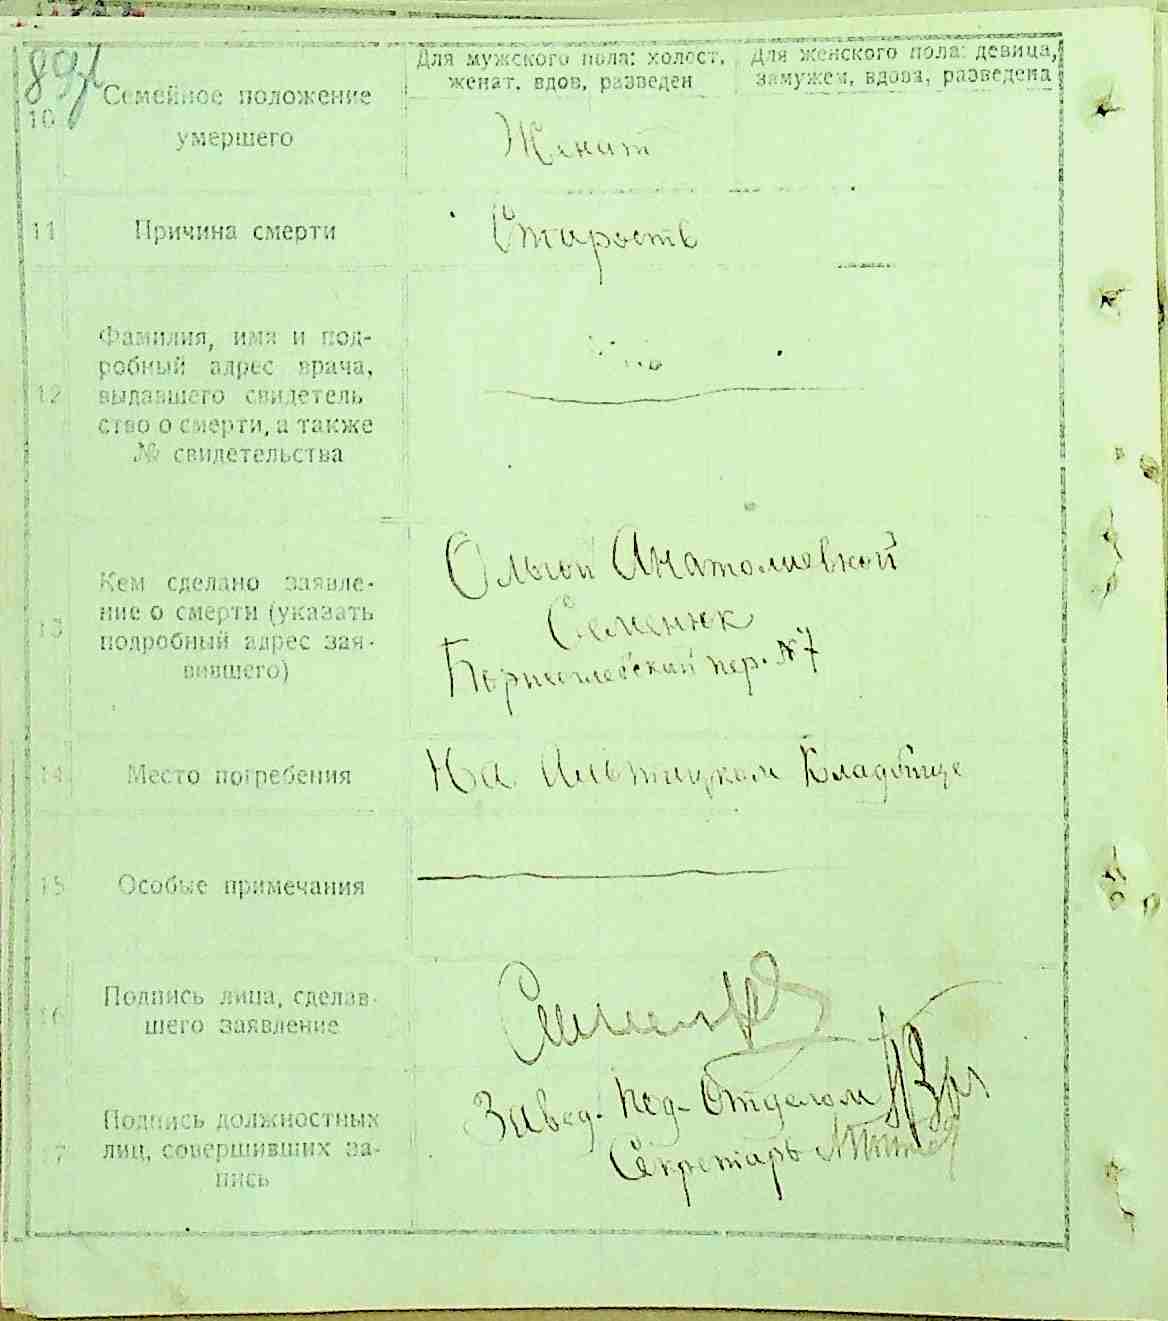 Для мужского пола: холост, женат, вдов, разведен
Для женского пола: девица, замужем, вдова, разведена
10 Семейное положение умершего
Женат
11 Причина смерти
Старость
12 Фамилия, имя и под-
робный адрес врача,
выдавшего свидетель
ство о смерти, а также
№ свидетельства
13 Кем сделано заявле-
ние о смерти (указать
подробный адрес зая-
вившего)
Ольгой Анатолиевной
Семенюк
пер. №7
14 Место погребения
На Кладбище
15 Особые примечания
16 Подпись лица, сделав-
шего заявление
17 Подпись должностных
лиц, совершивших за-
пись
Завед. Под-Отделом
Секретарь